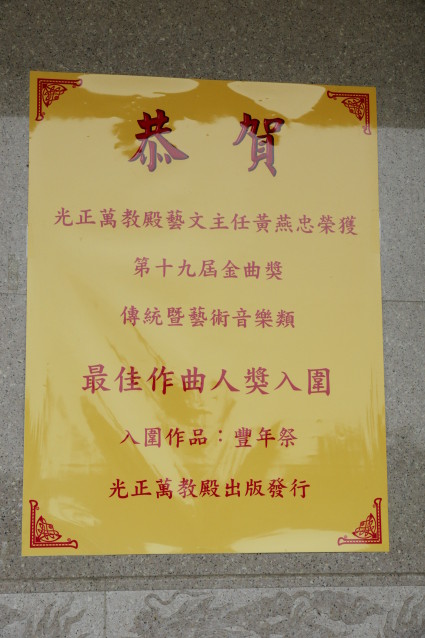 恭賀
光正萬教殿藝文主任黃燕忠榮獲
第十九屆金曲獎
傳統暨藝術音樂類
最佳作曲人獎入圍
入圍作品：豐年祭
光正萬教殿出版發行